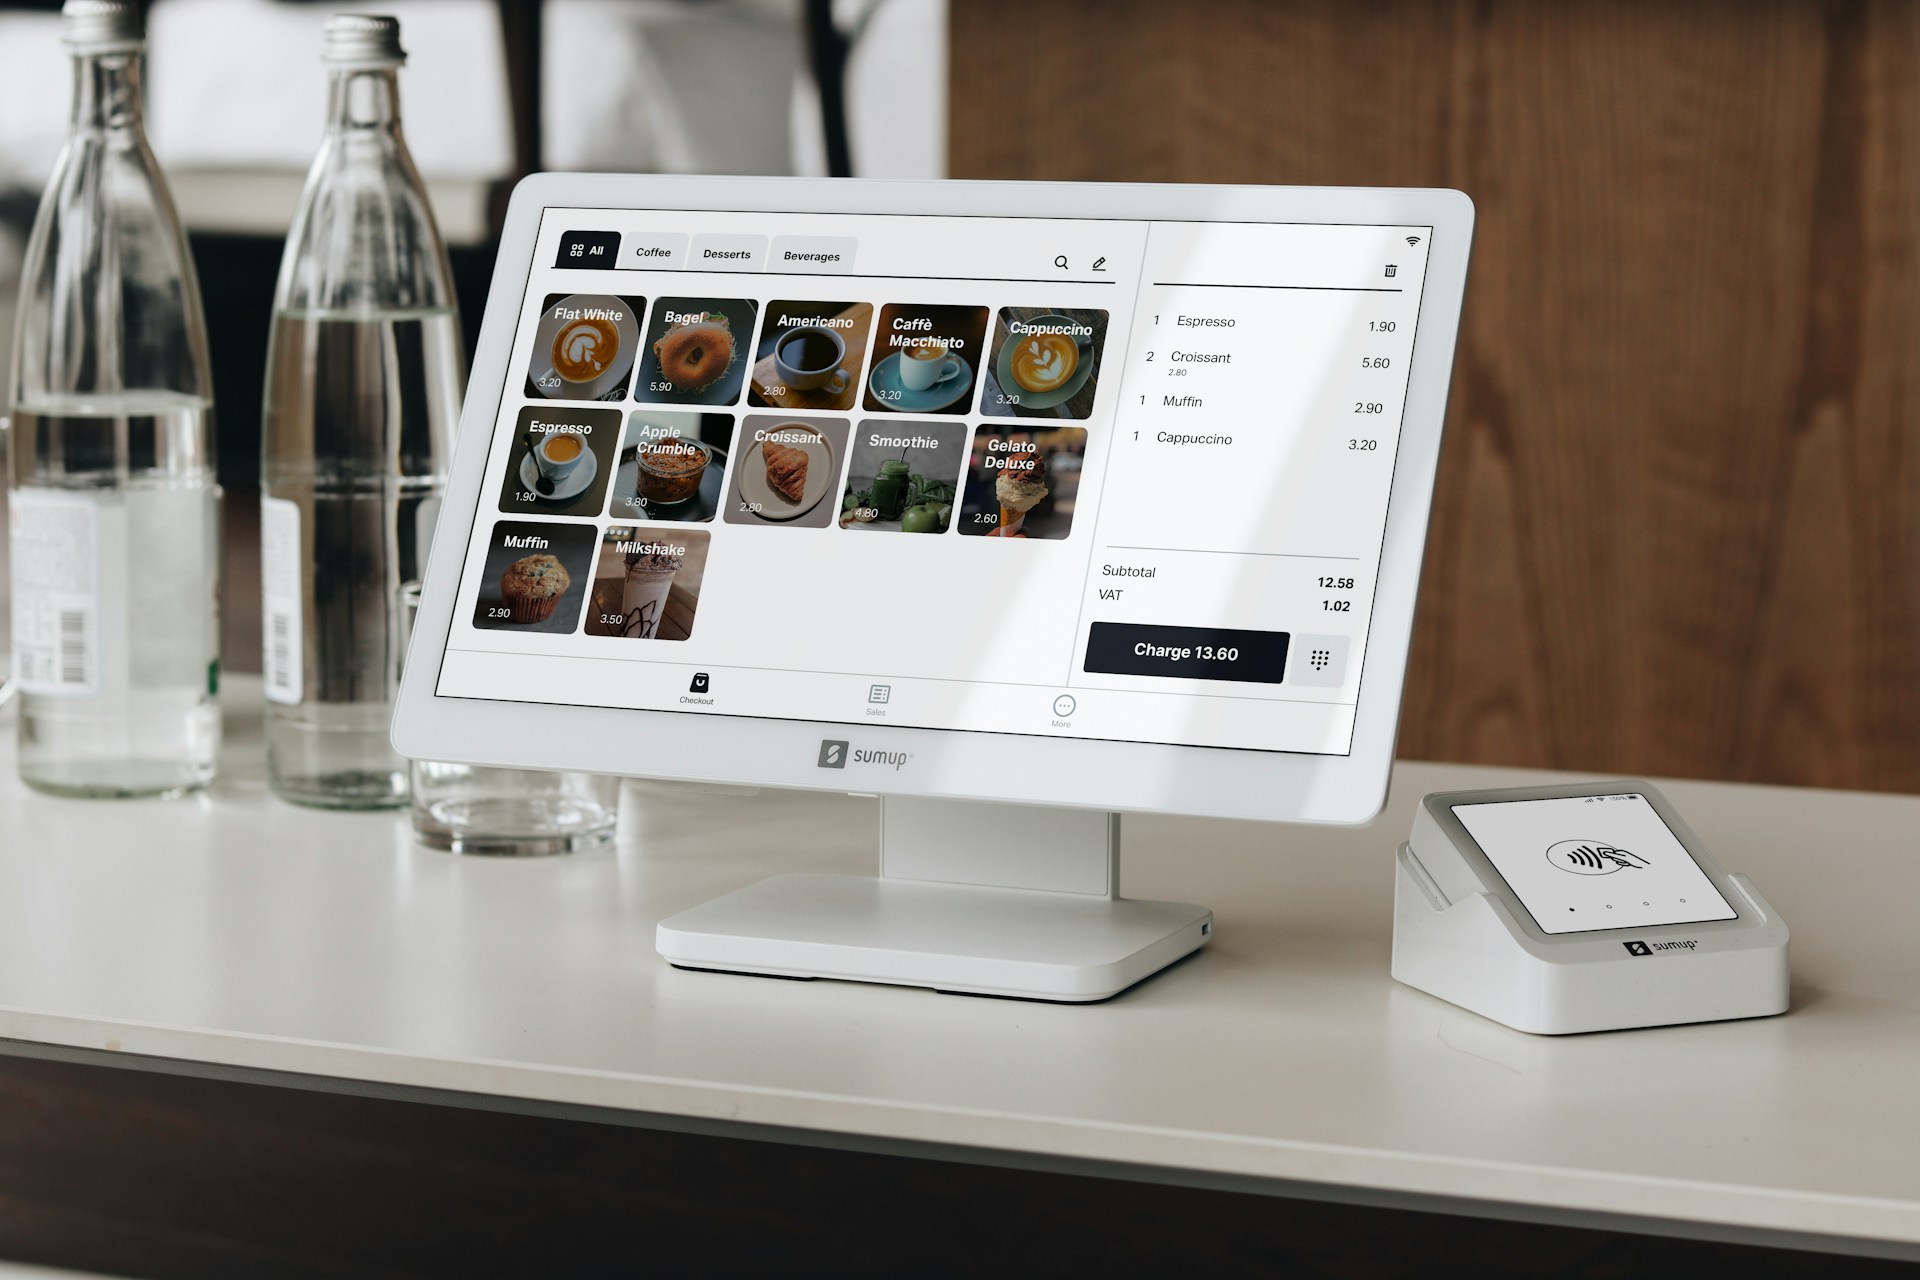 All
Coffee
Desserts
Beverages
Flat White
3.20
Bagel
5.90
Americano
2.80
Caffè
Macchiato
3.20
Cappuccino
3.20
Espresso
1.90
Apple
Crumble
3.80
Croissant
2.80
Smoothie
4.80
Gelato
Deluxe
2.60
Muffin
2.90
Milkshake
3.50
1 Espresso 1.90
2 Croissant 5.60
2.80
1 Muffin 2.90
1 Cappuccino 3.20
Subtotal 12.58
VAT 1.02
Charge 13.60
Checkout
Sales
More
sumup®
100%
sumup®